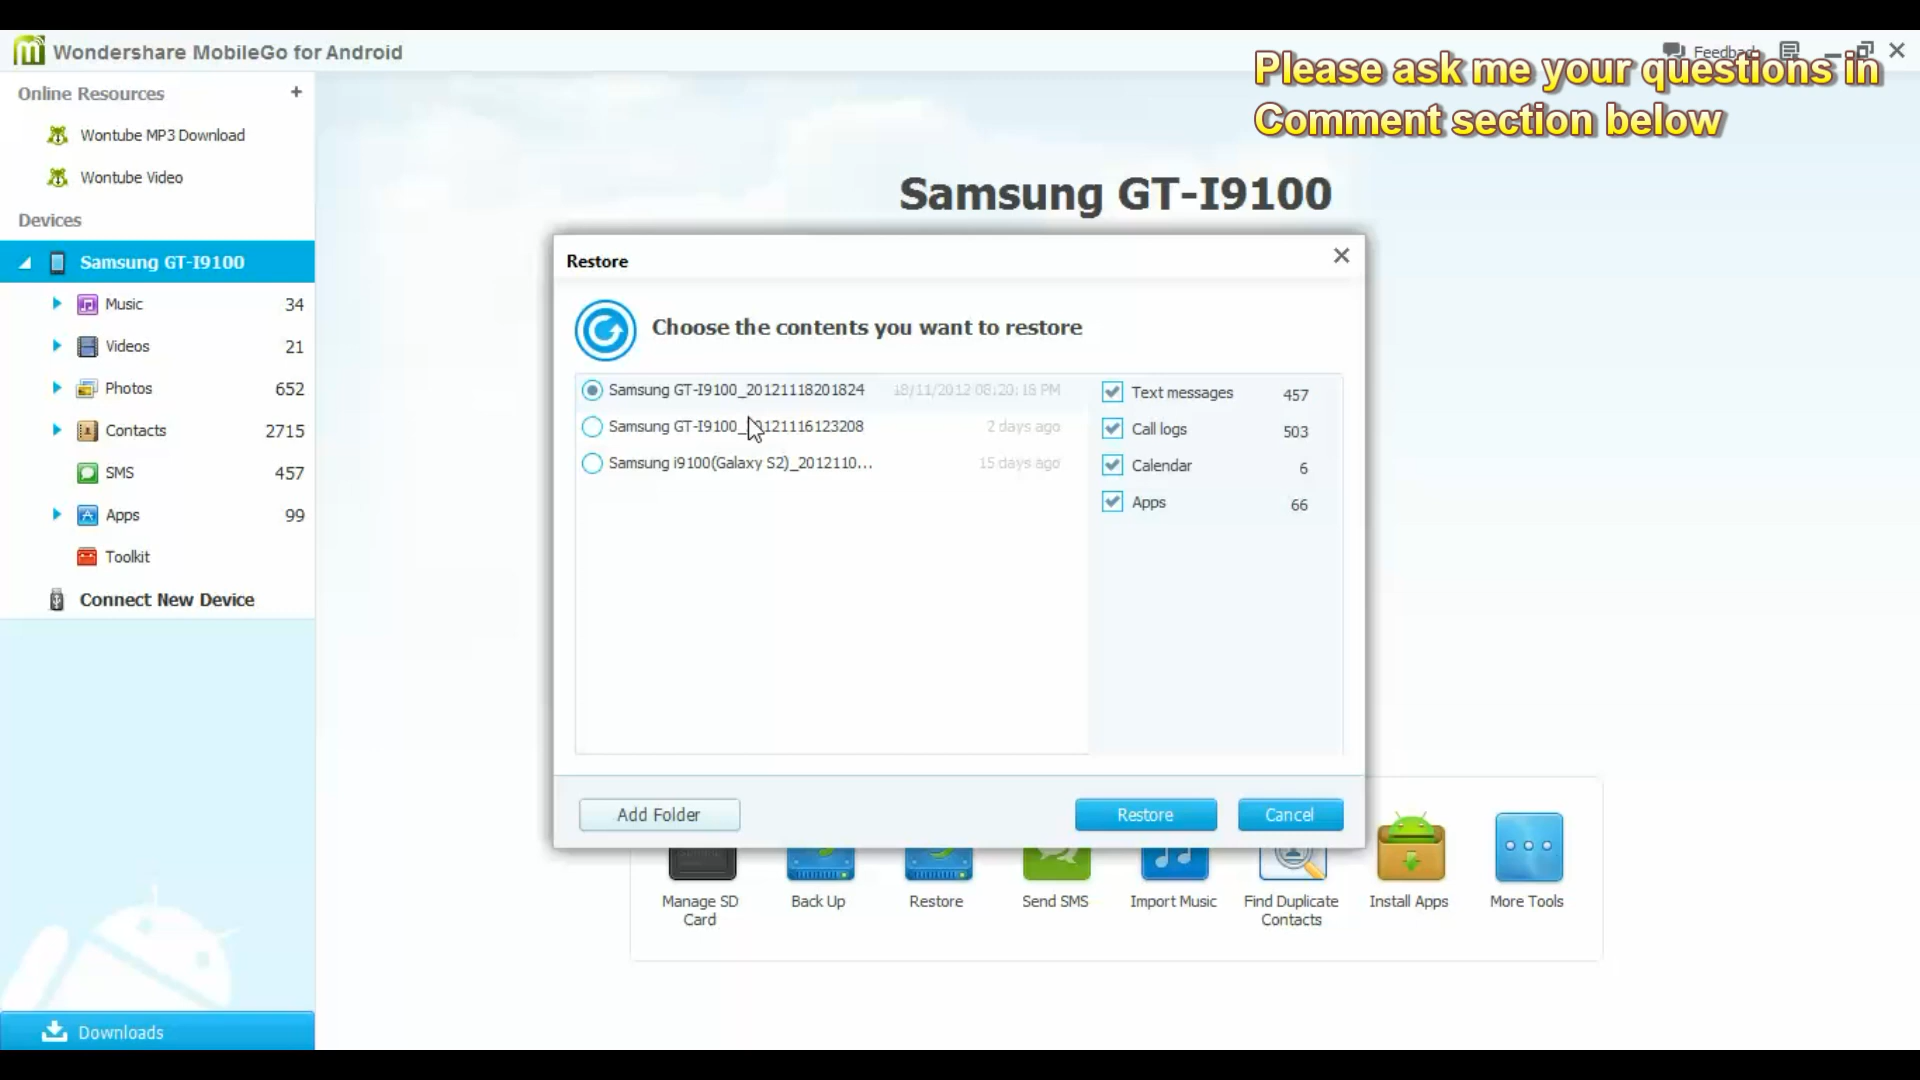 Wondershare MobileGo for Android
Feedback
Please ask me your questions in
Comment section below
Online Resources +
Wontube MP3 Download
Wontube Video
Devices
Samsung GT-I9100
Music 34
Videos 21
Photos 652
Contacts 2715
SMS 457
Apps 99
Toolkit
Connect New Device
Downloads
Samsung GT-I9100
Restore
Choose the contents you want to restore
Samsung GT-I9100_20121118201824 18/11/2012 08:20:18 PM
Samsung GT-I9100_20121116123208 2 days ago
Samsung i9100(Galaxy S2)_2012110... 15 days ago
Text messages 457
Call logs 503
Calendar 6
Apps 66
Add Folder
Restore
Cancel
Manage SD
Card
Back Up
Restore
Send SMS
Import Music
Find Duplicate
Contacts
Install Apps
More Tools